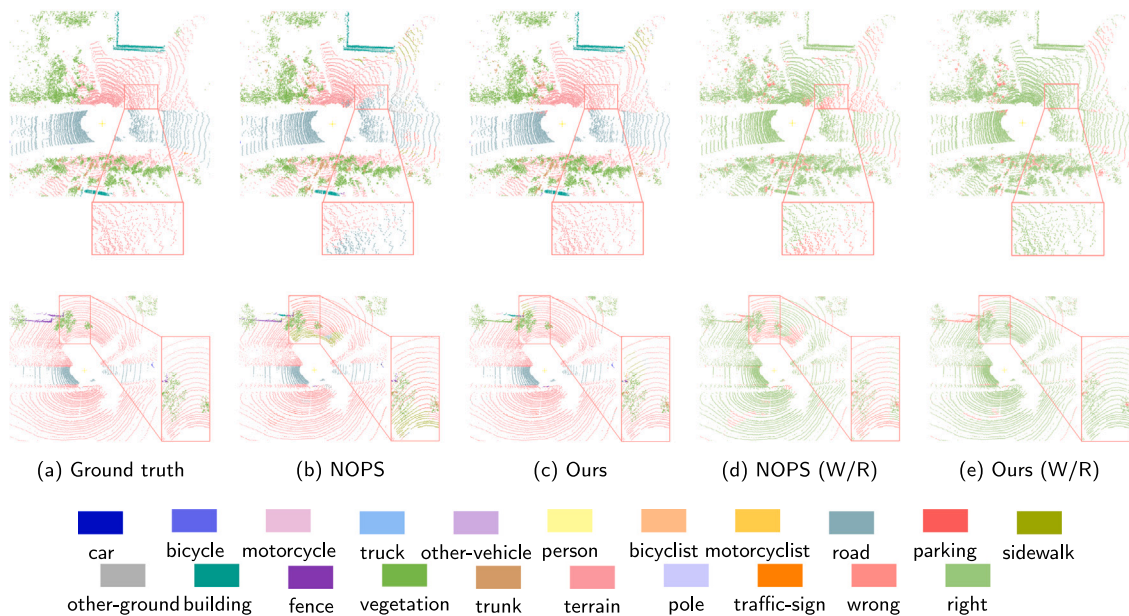 (a) Ground truth (b) NOPS (c) Ours (d) NOPS (W/R) (e) Ours (W/R)
car bicycle motorcycle truck other-vehicle person bicyclist motorcyclist road parking sidewalk
other-ground building fence vegetation trunk terrain pole traffic-sign wrong right